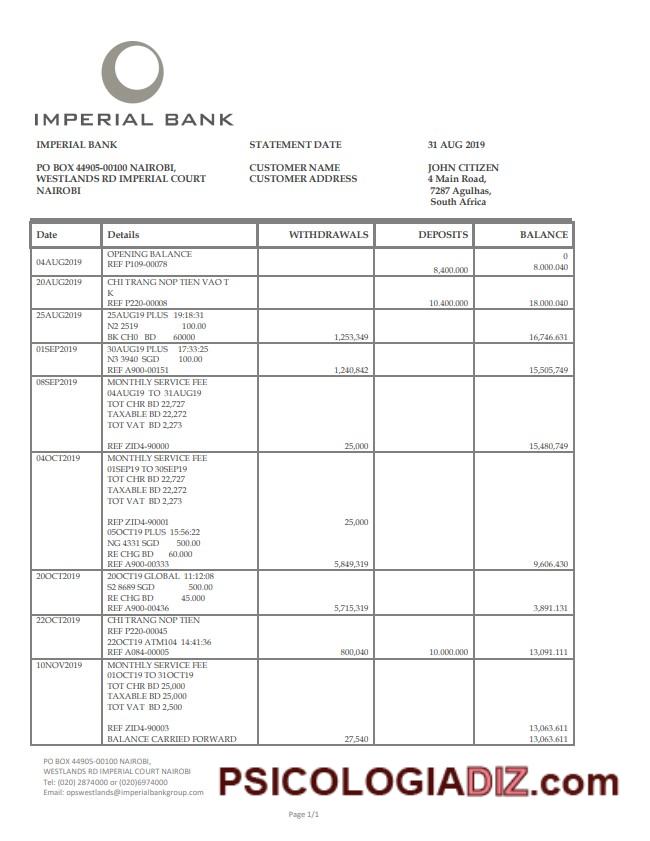 IMPERIAL BANK
IMPERIAL BANK STATEMENT DATE 31 AUG 2019
PO BOX 44905-00100 NAIROBI, CUSTOMER NAME JOHN CITIZEN
WESTLANDS RD IMPERIAL COURT CUSTOMER ADDRESS 4 Main Road,
NAIROBI 7287 Agulhas,
South Africa
Date Details WITHDRAWALS DEPOSITS BALANCE
04AUG2019 OPENING BALANCE 0
REF P109-00078 8,400.000 8.000.040
20AUG2019 CHI TRANG NOP TIEN VAO T
K
REF P220-00008 10.400.000 18.000.040
25AUG2019 25AUG19 PLUS 19:18:31
N2 2519 100.00
BK CH0 BD 60000 1,253,349 16,746.631
01SEP2019 30AUG19 PLUS 17:33:25
N3 3940 SGD 100.00
REF A900-00151 1,240,842 15,505,749
08SEP2019 MONTHLY SERVICE FEE
04AUG19 TO 31AUG19
TOT CHR BD 22,727
TAXABLE BD 22,272
TOT VAT BD 2,273
REF ZID4-90000 25,000 15,480,749
04OCT2019 MONTHLY SERVICE FEE
01SEP19 TO 30SEP19
TOT CHR BD 22,727
TAXABLE BD 22,272
TOT VAT BD 2,273
REP ZID4-90001 25,000
05OCT19 PLUS 15:56:22
NG 4331 SGD 500.00
RE CHG BD 60.000
REF A900-00333 5,849,319 9,606.430
20OCT2019 20OCT19 GLOBAL 11:12:08
S2 8689 SGD 500.00
RE CHG BD 45.000
REF A900-00436 5,715,319 3,891.131
22OCT2019 CHI TRANG NOP TIEN
REF P220-00045
22OCT19 ATM104 14:41:36
REF A084-00005 800,040 10.000.000 13,091.111
10NOV2019 MONTHLY SERVICE FEE
01OCT19 TO 31OCT19
TOT CHR BD 25,000
TAXABLE BD 25,000
TOT VAT BD 2,500
REF ZID4-90003 13,063.611
BALANCE CARRIED FORWARD 27,540 13,063.611
PO BOX 44905-00100 NAIROBI,
WESTLANDS RD IMPERIAL COURT NAIROBI
Tel: (020) 2874000 or (020)6974000
Email: opswestlands@imperialbankgroup.com
PSICOLOGIADIZ.com
Page 1/1